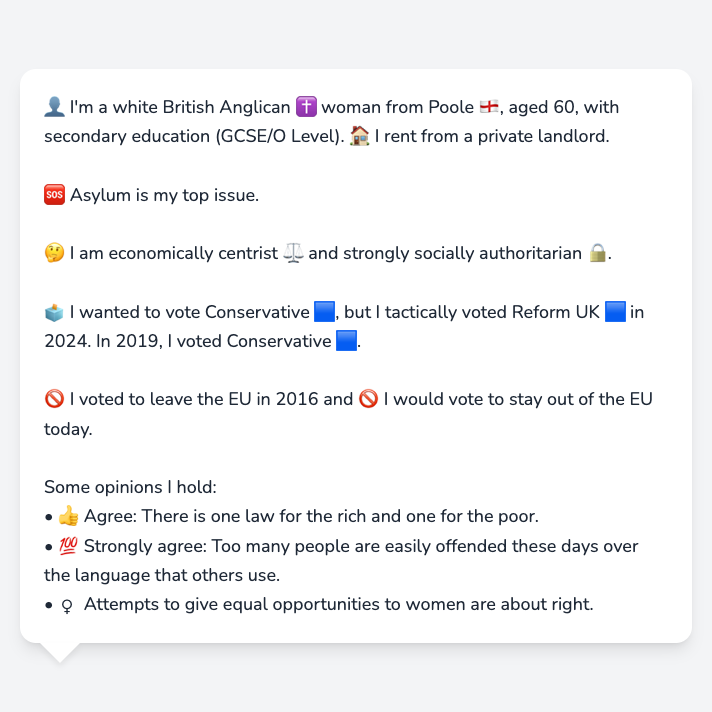 👤 I'm a white British Anglican ✝️ woman from Poole 🏴󠁧󠁢󠁥󠁮󠁧󠁿, aged 60, with
secondary education (GCSE/O Level). 🏠 I rent from a private landlord.
🆘 Asylum is my top issue.
🤔 I am economically centrist ⚖️ and strongly socially authoritarian 🔒.
🗳️ I wanted to vote Conservative 🟦, but I tactically voted Reform UK 🟦 in
2024. In 2019, I voted Conservative 🟦.
🚫 I voted to leave the EU in 2016 and 🚫 I would vote to stay out of the EU
today.
Some opinions I hold:
• 👍 Agree: There is one law for the rich and one for the poor.
• 💯 Strongly agree: Too many people are easily offended these days over
the language that others use.
• ♀ Attempts to give equal opportunities to women are about right.